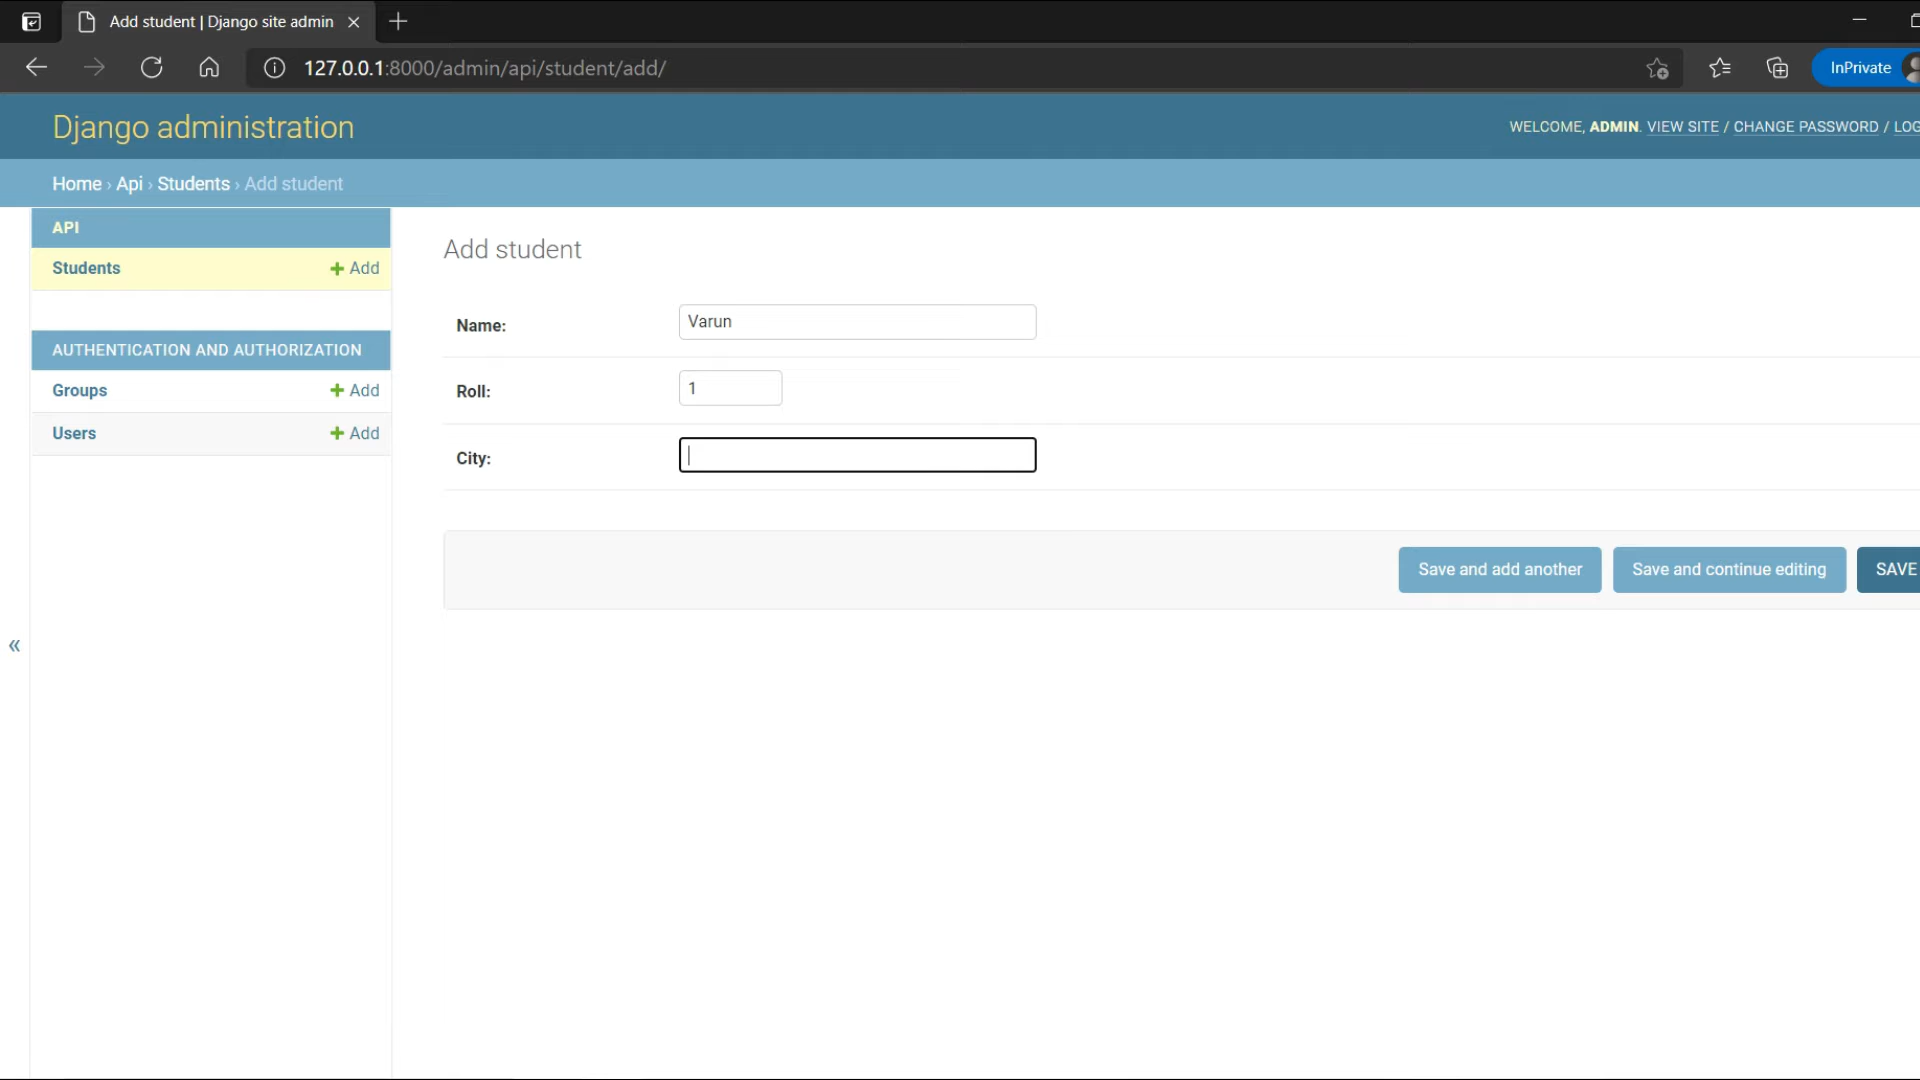 Add student | Django site admin
127.0.0.1:8000/admin/api/student/add/
InPrivate
Django administration
WELCOME, ADMIN. VIEW SITE / CHANGE PASSWORD / LOG
Home › Api › Students › Add student
API
Students + Add
AUTHENTICATION AND AUTHORIZATION
Groups + Add
Users + Add
«
Add student
Name: Varun
Roll: 1
City:
Save and add another Save and continue editing SAVE